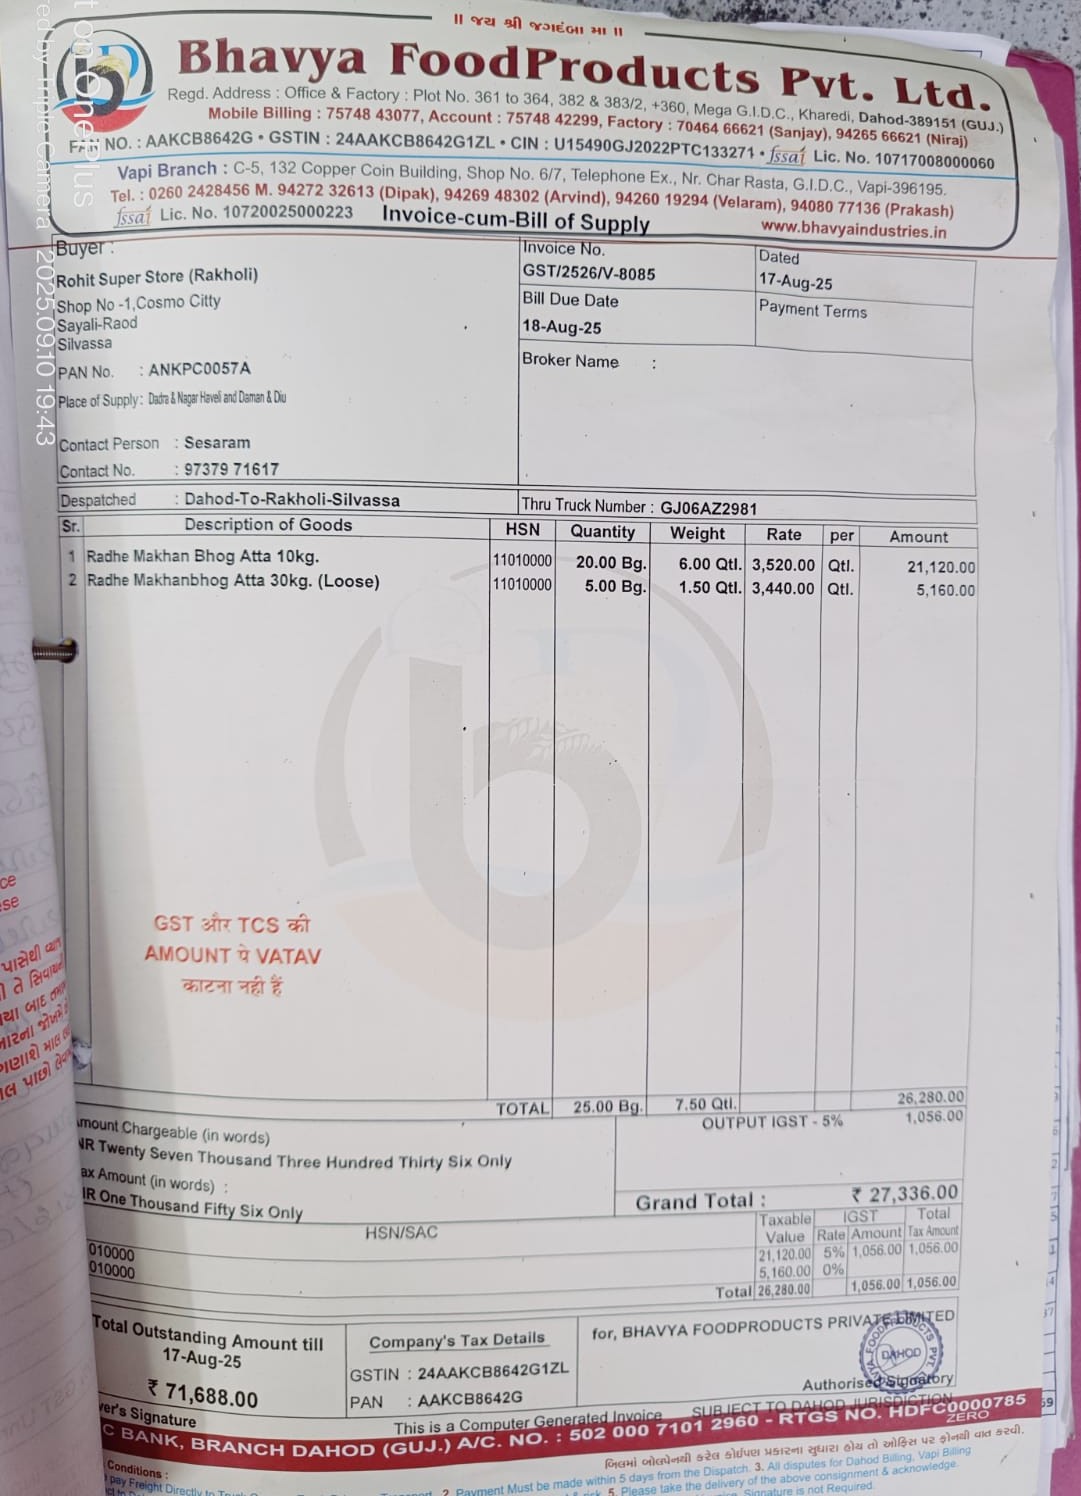 ॥ જય શ્રી જગદંબા મા ॥
Bhavya FoodProducts Pvt. Ltd.
Regd. Address : Office & Factory : Plot No. 361 to 364, 382 & 383/2, +360, Mega G.I.D.C., Kharedi, Dahod-389151 (GUJ.)
Mobile Billing : 75748 43077, Account : 75748 42299, Factory : 70464 66621 (Sanjay), 94265 66621 (Niraj)
NO. : AAKCB8642G • GSTIN : 24AAKCB8642G1ZL • CIN : U15490GJ2022PTC133271 • fssai Lic. No. 10717008000060
Vapi Branch : C-5, 132 Copper Coin Building, Shop No. 6/7, Telephone Ex., Nr. Char Rasta, G.I.D.C., Vapi-396195.
Tel. : 0260 2428456 M. 94272 32613 (Dipak), 94269 48302 (Arvind), 94260 19294 (Velaram), 94080 77136 (Prakash)
fssai Lic. No. 10720025000223 Invoice-cum-Bill of Supply www.bhavyaindustries.in
Buyer :
Rohit Super Store (Rakholi)
Shop No -1,Cosmo Citty
Sayali-Raod
Silvassa
PAN No. : ANKPC0057A
Place of Supply : Dadra & Nagar Haveli and Daman & Diu
Contact Person : Sesaram
Contact No. : 97379 71617
Invoice No.
GST/2526/V-8085
Dated
17-Aug-25
Bill Due Date
18-Aug-25
Payment Terms
Broker Name :
Despatched : Dahod-To-Rakholi-Silvassa Thru Truck Number : GJ06AZ2981
Sr. Description of Goods HSN Quantity Weight Rate per Amount
1 Radhe Makhan Bhog Atta 10kg. 11010000 20.00 Bg. 6.00 Qtl. 3,520.00 Qtl. 21,120.00
2 Radhe Makhanbhog Atta 30kg. (Loose) 11010000 5.00 Bg. 1.50 Qtl. 3,440.00 Qtl. 5,160.00
GST और TCS की
AMOUNT पे VATAV
काटना नही हैं
TOTAL 25.00 Bg. 7.50 Qtl. 26,280.00
OUTPUT IGST - 5% 1,056.00
mount Chargeable (in words)
NR Twenty Seven Thousand Three Hundred Thirty Six Only
ax Amount (in words) :
IR One Thousand Fifty Six Only
Grand Total : ₹ 27,336.00
HSN/SAC Taxable Value IGST Rate Amount Total Tax Amount
010000 21,120.00 5% 1,056.00 1,056.00
010000 5,160.00 0%
Total 26,280.00 1,056.00 1,056.00
Total Outstanding Amount till
17-Aug-25
₹ 71,688.00
ver's Signature
Company's Tax Details
GSTIN : 24AAKCB8642G1ZL
PAN : AAKCB8642G
for, BHAVYA FOODPRODUCTS PRIVATE LIMITED
DAHOD
Authorised Signatory
This is a Computer Generated Invoice SUBJECT TO DAHOD JURISDICTION
C BANK, BRANCH DAHOD (GUJ.) A/C. NO. : 502 000 7101 2960 - RTGS NO. HDFC0000785
ZERO
બિલમાં બોલપેનથી કરેલ કોઈપણ પ્રકારના સુધારા હોય તો ઓફિસ પર ફોનથી વાત કરવી.
Conditions :
pay Freight Directly to
2. Payment Must be made within 5 days from the Dispatch. 3. All disputes for Dahod Billing, Vapi Billing
5. Please take the delivery of the above consignment & acknowledge.
Signature is not Required.
t on OnePlus
ed by Triple Camera 2025.09.10 19:43